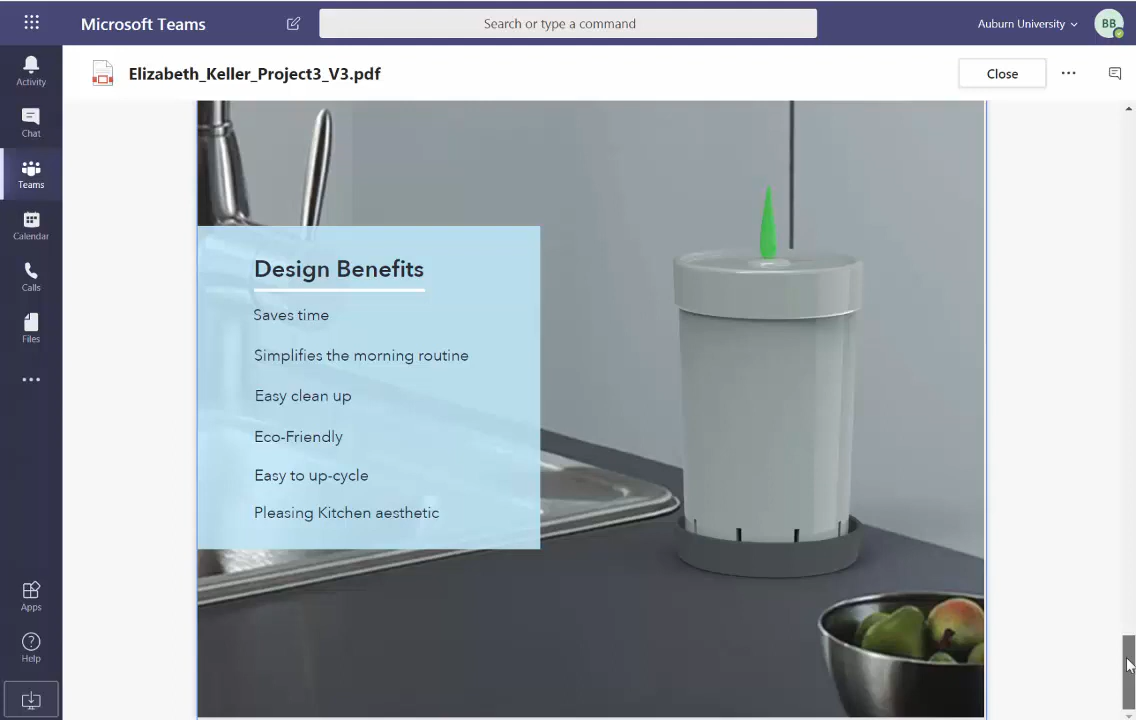 Microsoft Teams
Search or type a command
Auburn University
BB
Activity
Chat
Teams
Calendar
Calls
Files
Apps
Help
Elizabeth_Keller_Project3_V3.pdf
Close
Design Benefits
Saves time
Simplifies the morning routine
Easy clean up
Eco-Friendly
Easy to up-cycle
Pleasing Kitchen aesthetic